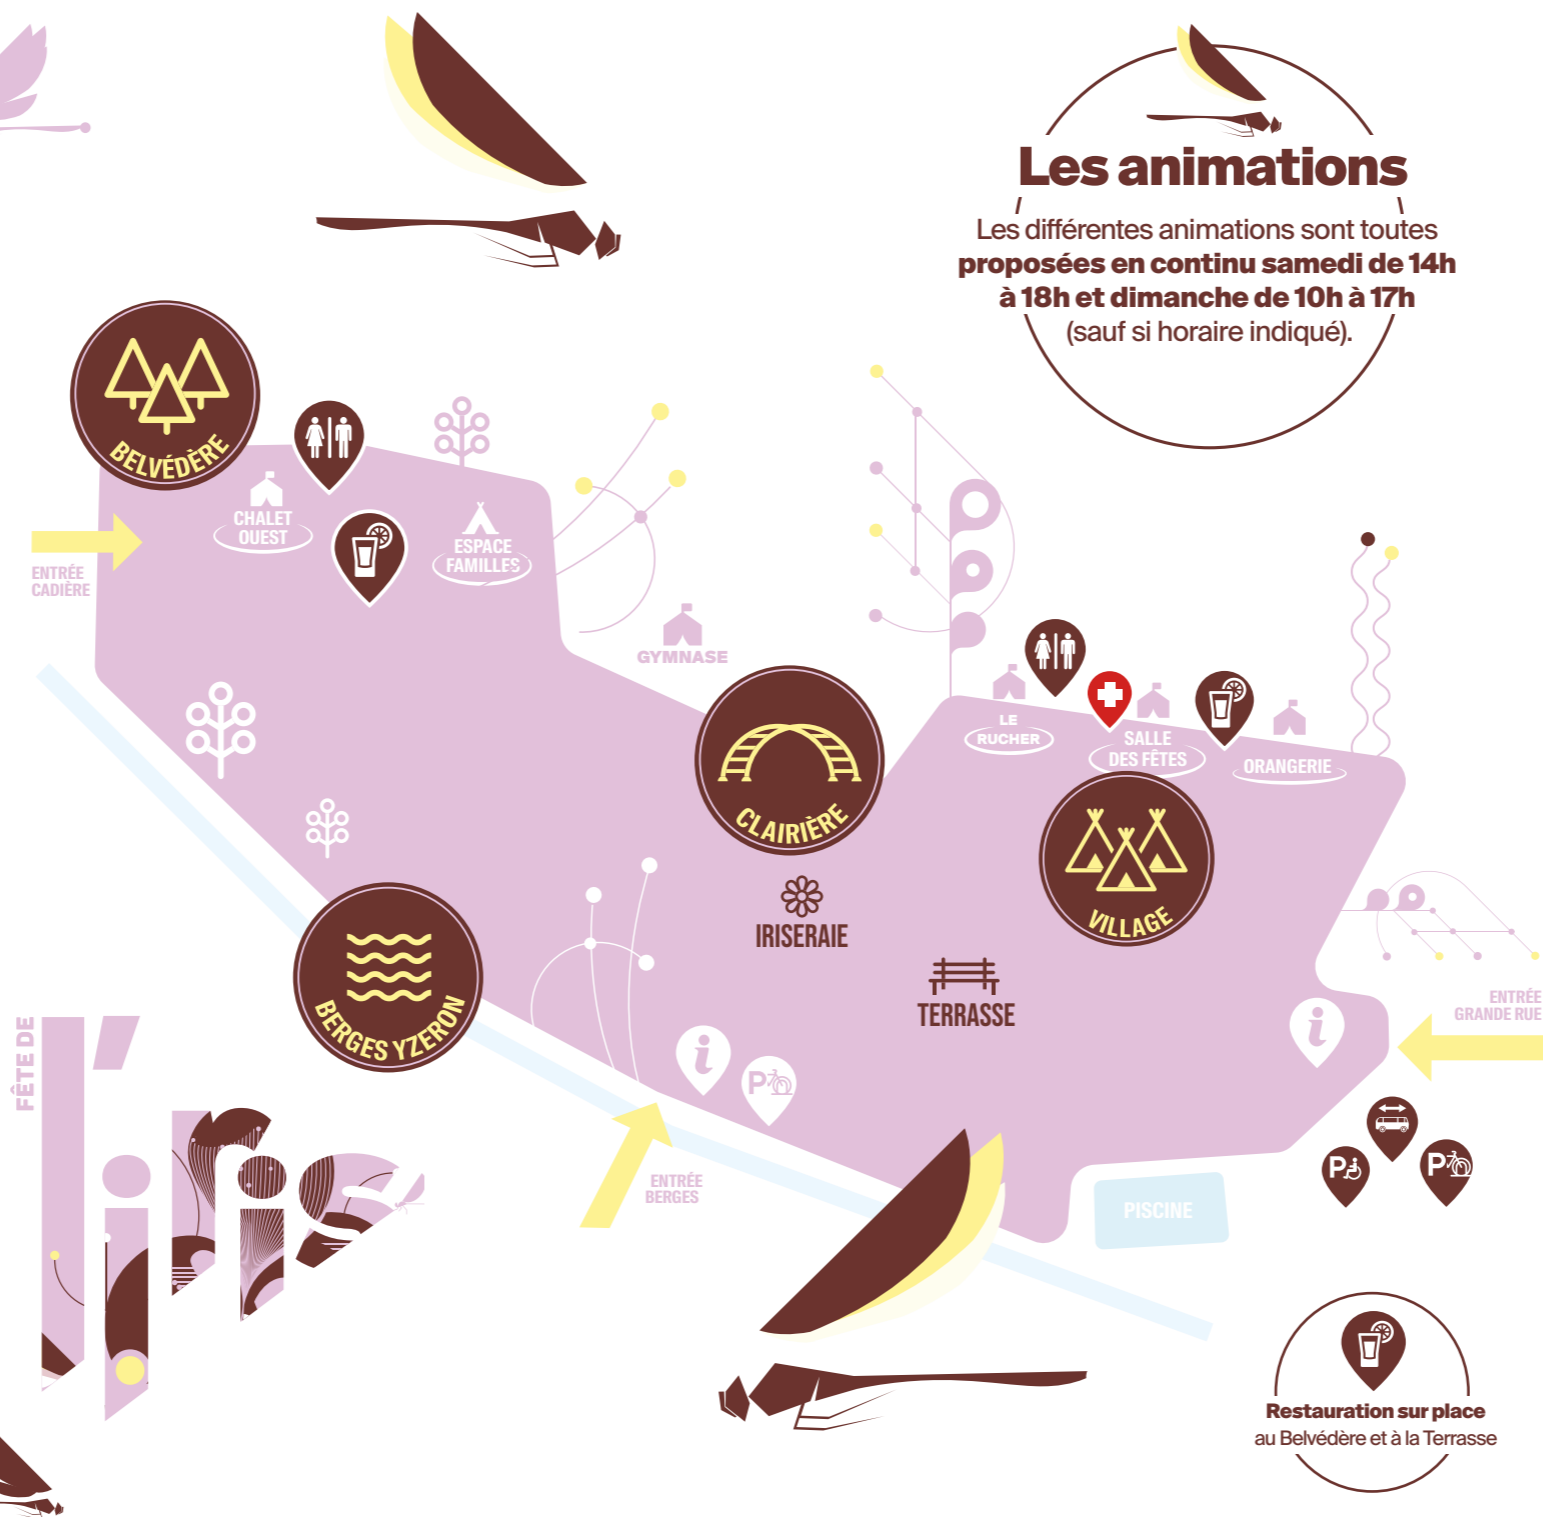 Les animations
Les différentes animations sont toutes
proposées en continu samedi de 14h
à 18h et dimanche de 10h à 17h
(sauf si horaire indiqué).
BELVÉDÈRE
CHALET
OUEST
ESPACE
FAMILLES
ENTRÉE
CADIÈRE
GYMNASE
CLAIRIÈRE
LE
RUCHER
SALLE
DES FÊTES
ORANGERIE
VILLAGE
IRISERAIE
TERRASSE
BERGES YZERON
ENTRÉE
GRANDE RUE
i
i
P
P
P
ENTRÉE
BERGES
PISCINE
FÊTE DE
l'iris
Restauration sur place
au Belvédère et à la Terrasse